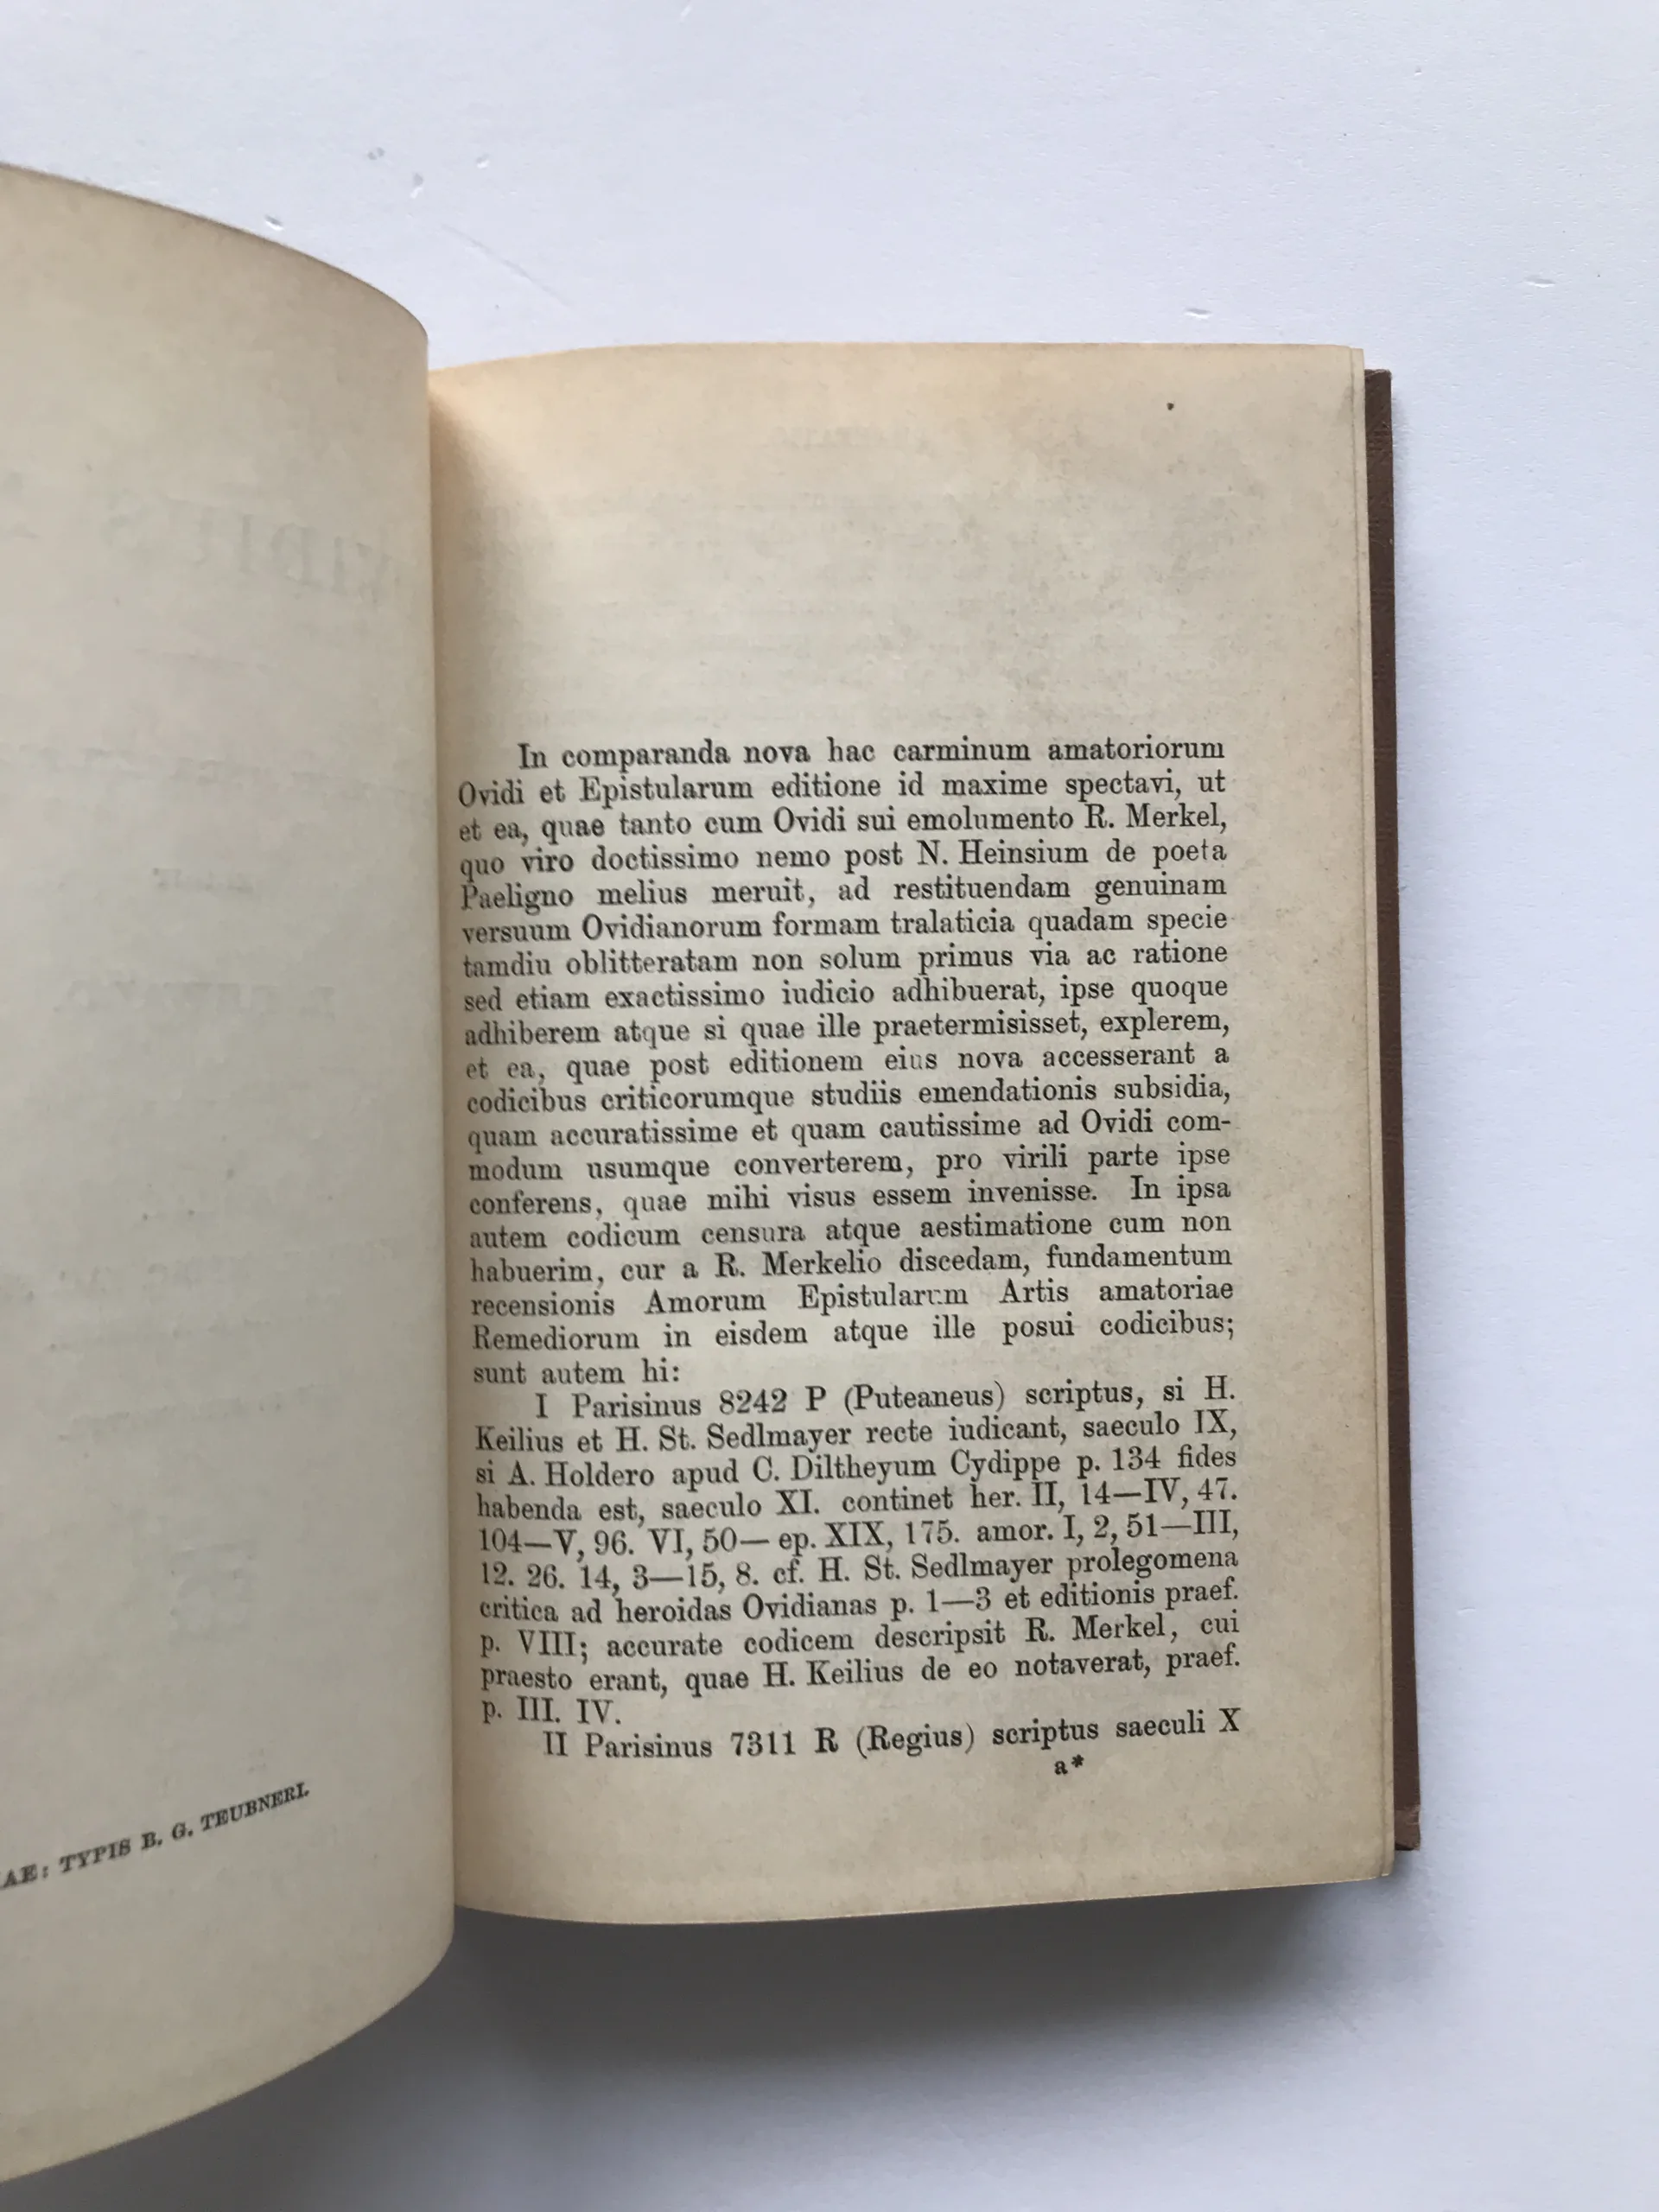 AE: TYPIS B. G. TEUBNERI.
In comparanda nova hac carminum amatoriorum
Ovidi et Epistularum editione id maxime spectavi, ut
et ea, quae tanto cum Ovidi sui emolumento R. Merkel,
quo viro doctissimo nemo post N. Heinsium de poeta
Paeligno melius meruit, ad restituendam genuinam
versuum Ovidianorum formam tralaticia quadam specie
tamdiu oblitteratam non solum primus via ac ratione
sed etiam exactissimo iudicio adhibuerat, ipse quoque
adhiberem atque si quae ille praetermisisset, explerem,
et ea, quae post editionem eius nova accesserant a
codicibus criticorumque studiis emendationis subsidia,
quam accuratissime et quam cautissime ad Ovidi com-
modum usumque converterem, pro virili parte ipse
conferens, quae mihi visus essem invenisse. In ipsa
autem codicum censura atque aestimatione cum non
habuerim, cur a R. Merkelio discedam, fundamentum
recensionis Amorum Epistularum Artis amatoriae
Remediorum in eisdem atque ille posui codicibus;
sunt autem hi:
I Parisinus 8242 P (Puteaneus) scriptus, si H.
Keilius et H. St. Sedlmayer recte iudicant, saeculo IX,
si A. Holdero apud C. Diltheyum Cydippe p. 134 fides
habenda est, saeculo XI. continet her. II, 14—IV, 47.
104—V, 96. VI, 50— ep. XIX, 175. amor. I, 2, 51—III,
12. 26. 14, 3—15, 8. cf. H. St. Sedlmayer prolegomena
critica ad heroidas Ovidianas p. 1—3 et editionis praef.
p. VIII; accurate codicem descripsit R. Merkel, cui
praesto erant, quae H. Keilius de eo notaverat, praef.
p. III. IV.
II Parisinus 7311 R (Regius) scriptus saeculi X
a*